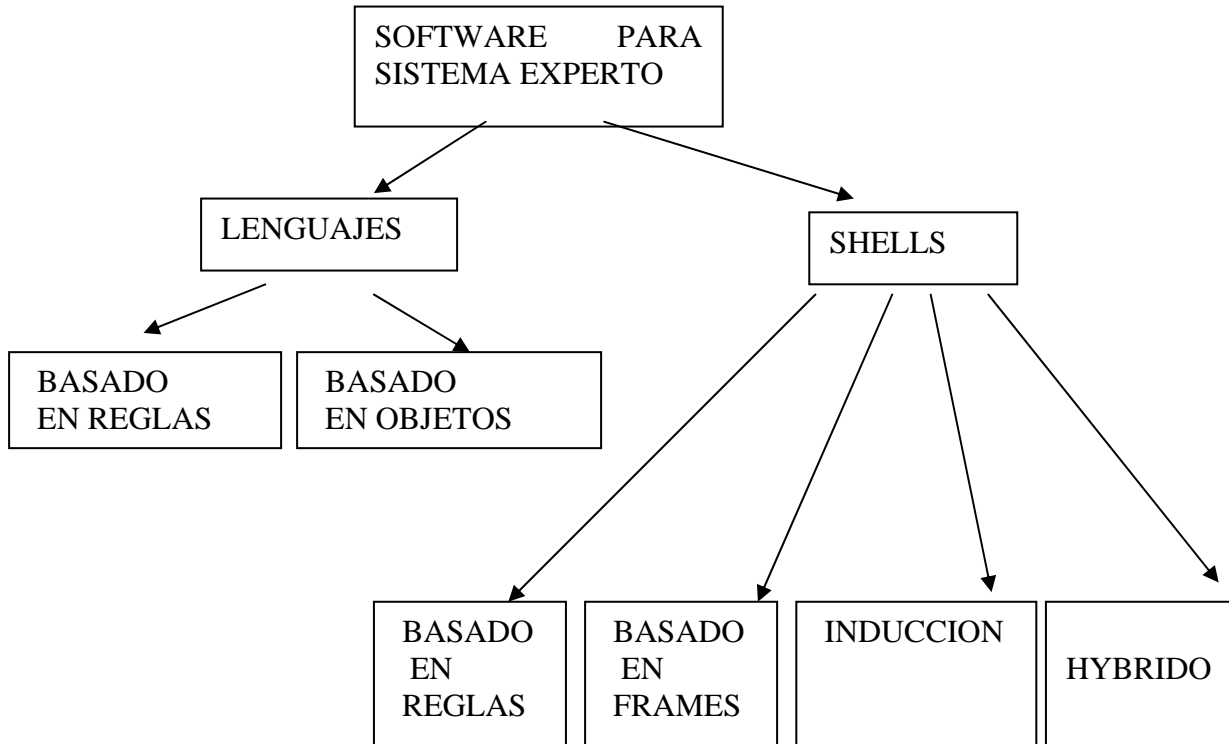 SOFTWARE PARA
SISTEMA EXPERTO
LENGUAJES
SHELLS
BASADO
EN REGLAS
BASADO
EN OBJETOS
BASADO
EN
REGLAS
BASADO
EN
FRAMES
INDUCCION
HYBRIDO